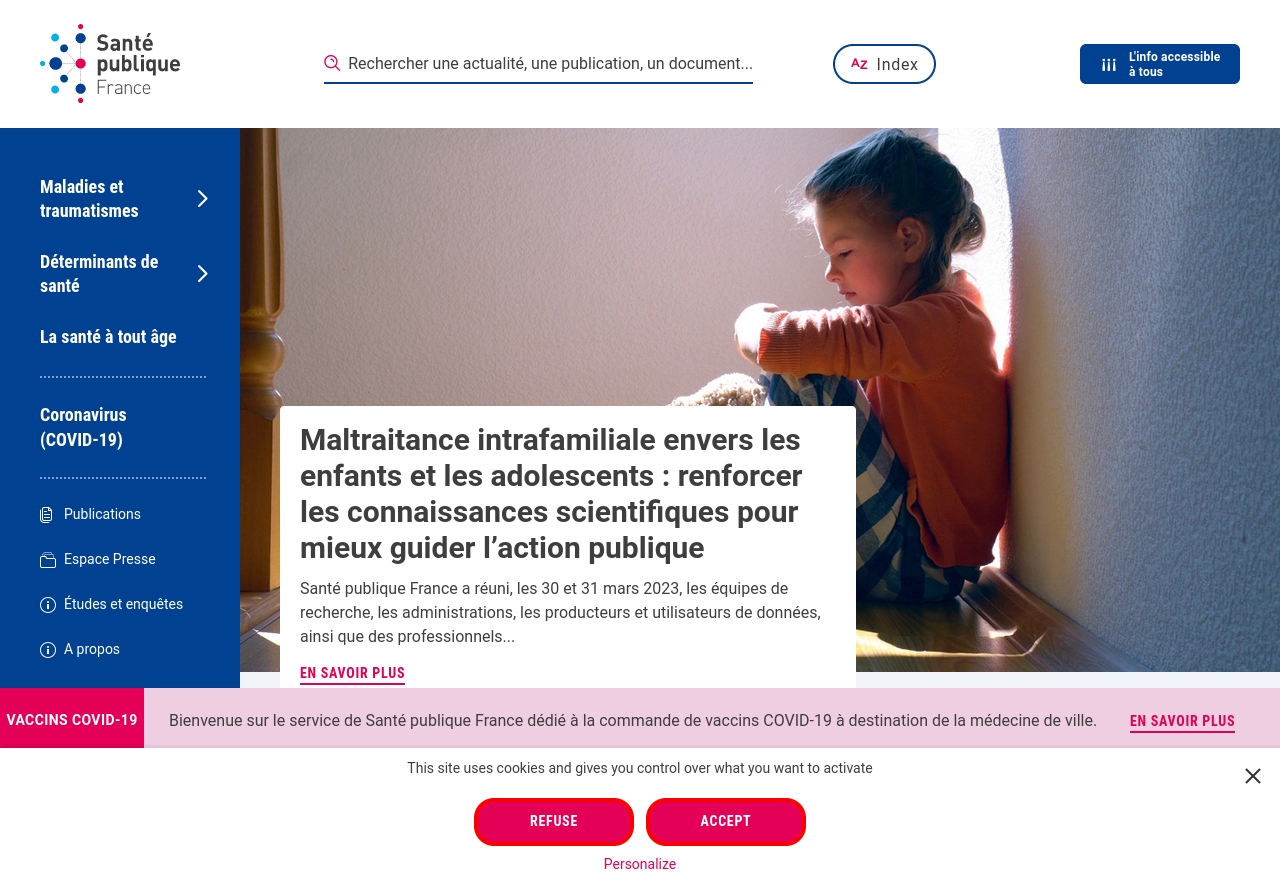 Santé
publique
France
Rechercher une actualité, une publication, un document...
AZ Index
L'info accessible
à tous
Maladies et
traumatismes
Déterminants de
santé
La santé à tout âge
Coronavirus
(COVID-19)
Publications
Espace Presse
Études et enquêtes
A propos
Maltraitance intrafamiliale envers les
enfants et les adolescents : renforcer
les connaissances scientifiques pour
mieux guider l’action publique
Santé publique France a réuni, les 30 et 31 mars 2023, les équipes de
recherche, les administrations, les producteurs et utilisateurs de données,
ainsi que des professionnels...
EN SAVOIR PLUS
VACCINS COVID-19
Bienvenue sur le service de Santé publique France dédié à la commande de vaccins COVID-19 à destination de la médecine de ville.
EN SAVOIR PLUS
This site uses cookies and gives you control over what you want to activate
REFUSE
ACCEPT
Personalize